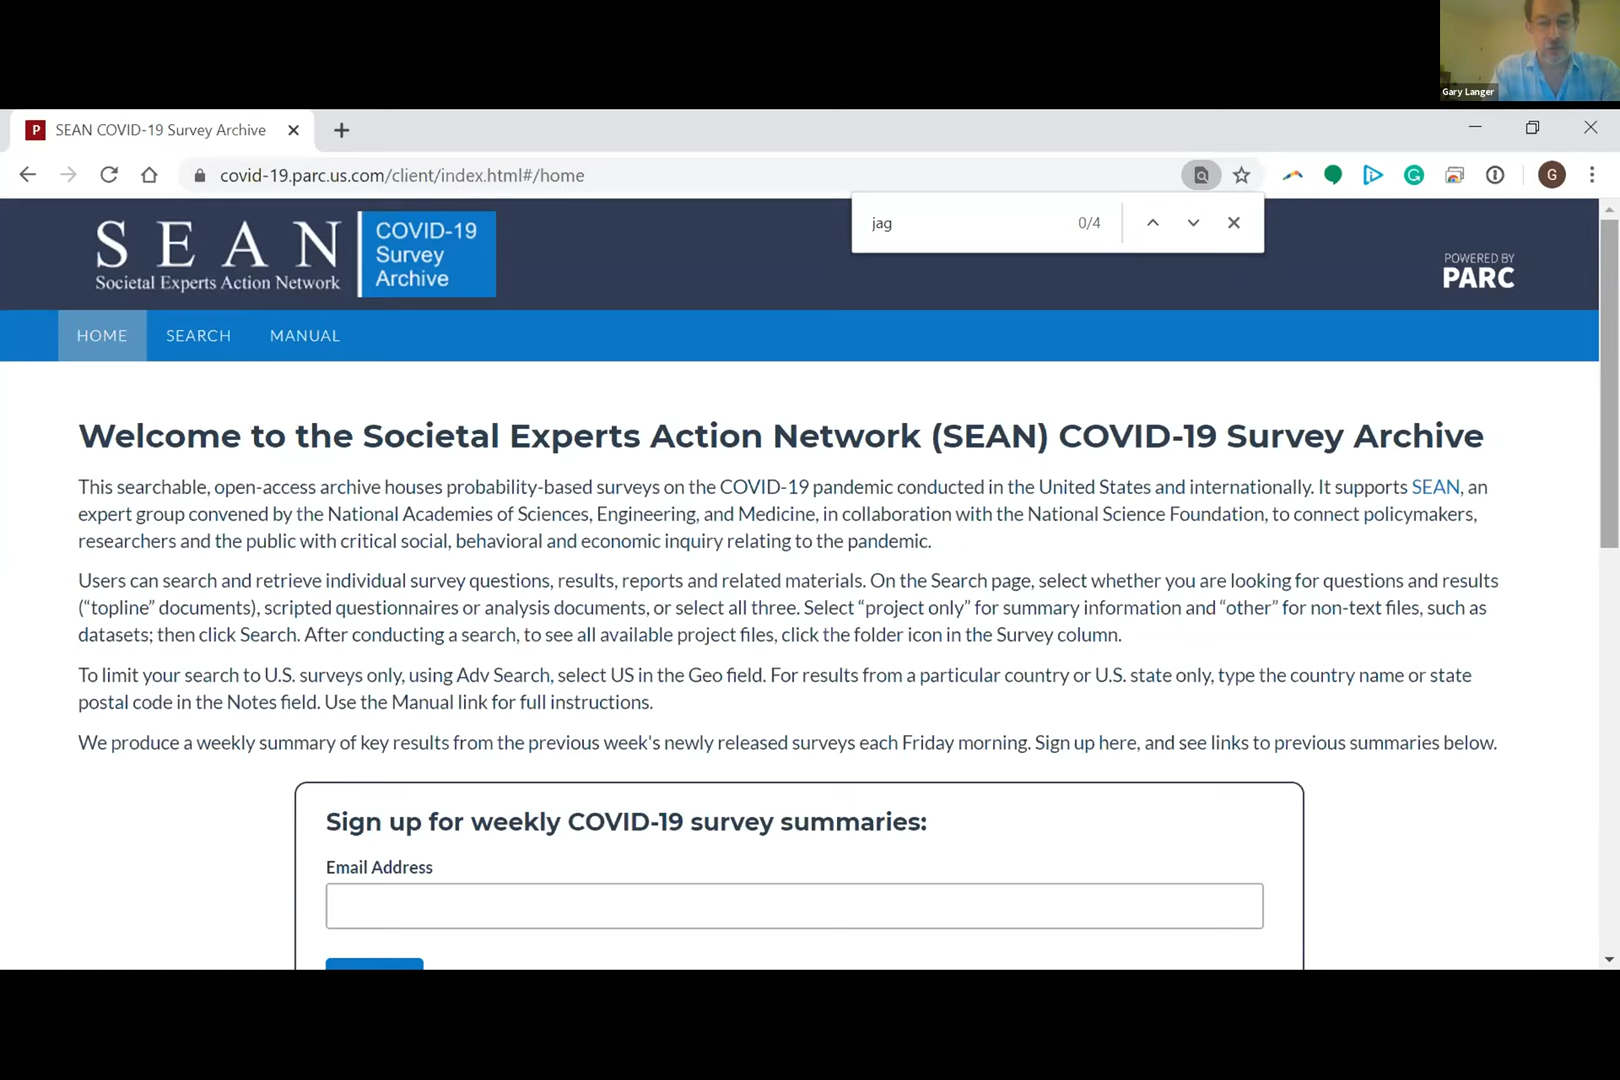 Gary Langer
SEAN COVID-19 Survey Archive
covid-19.parc.us.com/client/index.html#/home
G
jag 0/4
SEAN
Societal Experts Action Network
COVID-19
Survey
Archive
POWERED BY
PARC
HOME SEARCH MANUAL
Welcome to the Societal Experts Action Network (SEAN) COVID-19 Survey Archive
This searchable, open-access archive houses probability-based surveys on the COVID-19 pandemic conducted in the United States and internationally. It supports SEAN, an
expert group convened by the National Academies of Sciences, Engineering, and Medicine, in collaboration with the National Science Foundation, to connect policymakers,
researchers and the public with critical social, behavioral and economic inquiry relating to the pandemic.
Users can search and retrieve individual survey questions, results, reports and related materials. On the Search page, select whether you are looking for questions and results
(“topline” documents), scripted questionnaires or analysis documents, or select all three. Select “project only” for summary information and “other” for non-text files, such as
datasets; then click Search. After conducting a search, to see all available project files, click the folder icon in the Survey column.
To limit your search to U.S. surveys only, using Adv Search, select US in the Geo field. For results from a particular country or U.S. state only, type the country name or state
postal code in the Notes field. Use the Manual link for full instructions.
We produce a weekly summary of key results from the previous week's newly released surveys each Friday morning. Sign up here, and see links to previous summaries below.
Sign up for weekly COVID-19 survey summaries:
Email Address